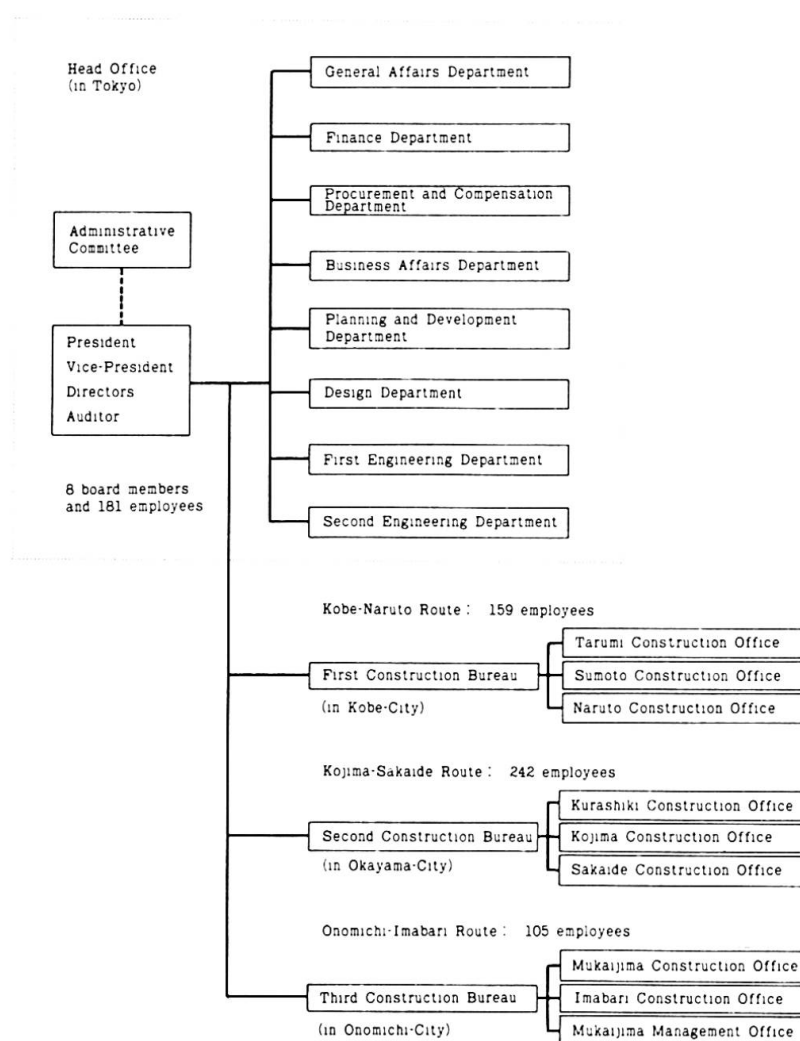 Head Office
(in Tokyo)
General Affairs Department
Finance Department
Procurement and Compensation
Department
Administrative
Committee
Business Affairs Department
Planning and Development
Department
President
Vice-President
Directors
Auditor
Design Department
First Engineering Department
8 board members
and 181 employees
Second Engineering Department
Kobe-Naruto Route : 159 employees
Tarumi Construction Office
First Construction Bureau
Sumoto Construction Office
(in Kobe-City)
Naruto Construction Office
Kojima-Sakaide Route : 242 employees
Kurashiki Construction Office
Second Construction Bureau
Kojima Construction Office
(in Okayama-City)
Sakaide Construction Office
Onomichi-Imabari Route : 105 employees
Mukaijima Construction Office
Third Construction Bureau
Imabari Construction Office
(in Onomichi-City)
Mukaijima Management Office